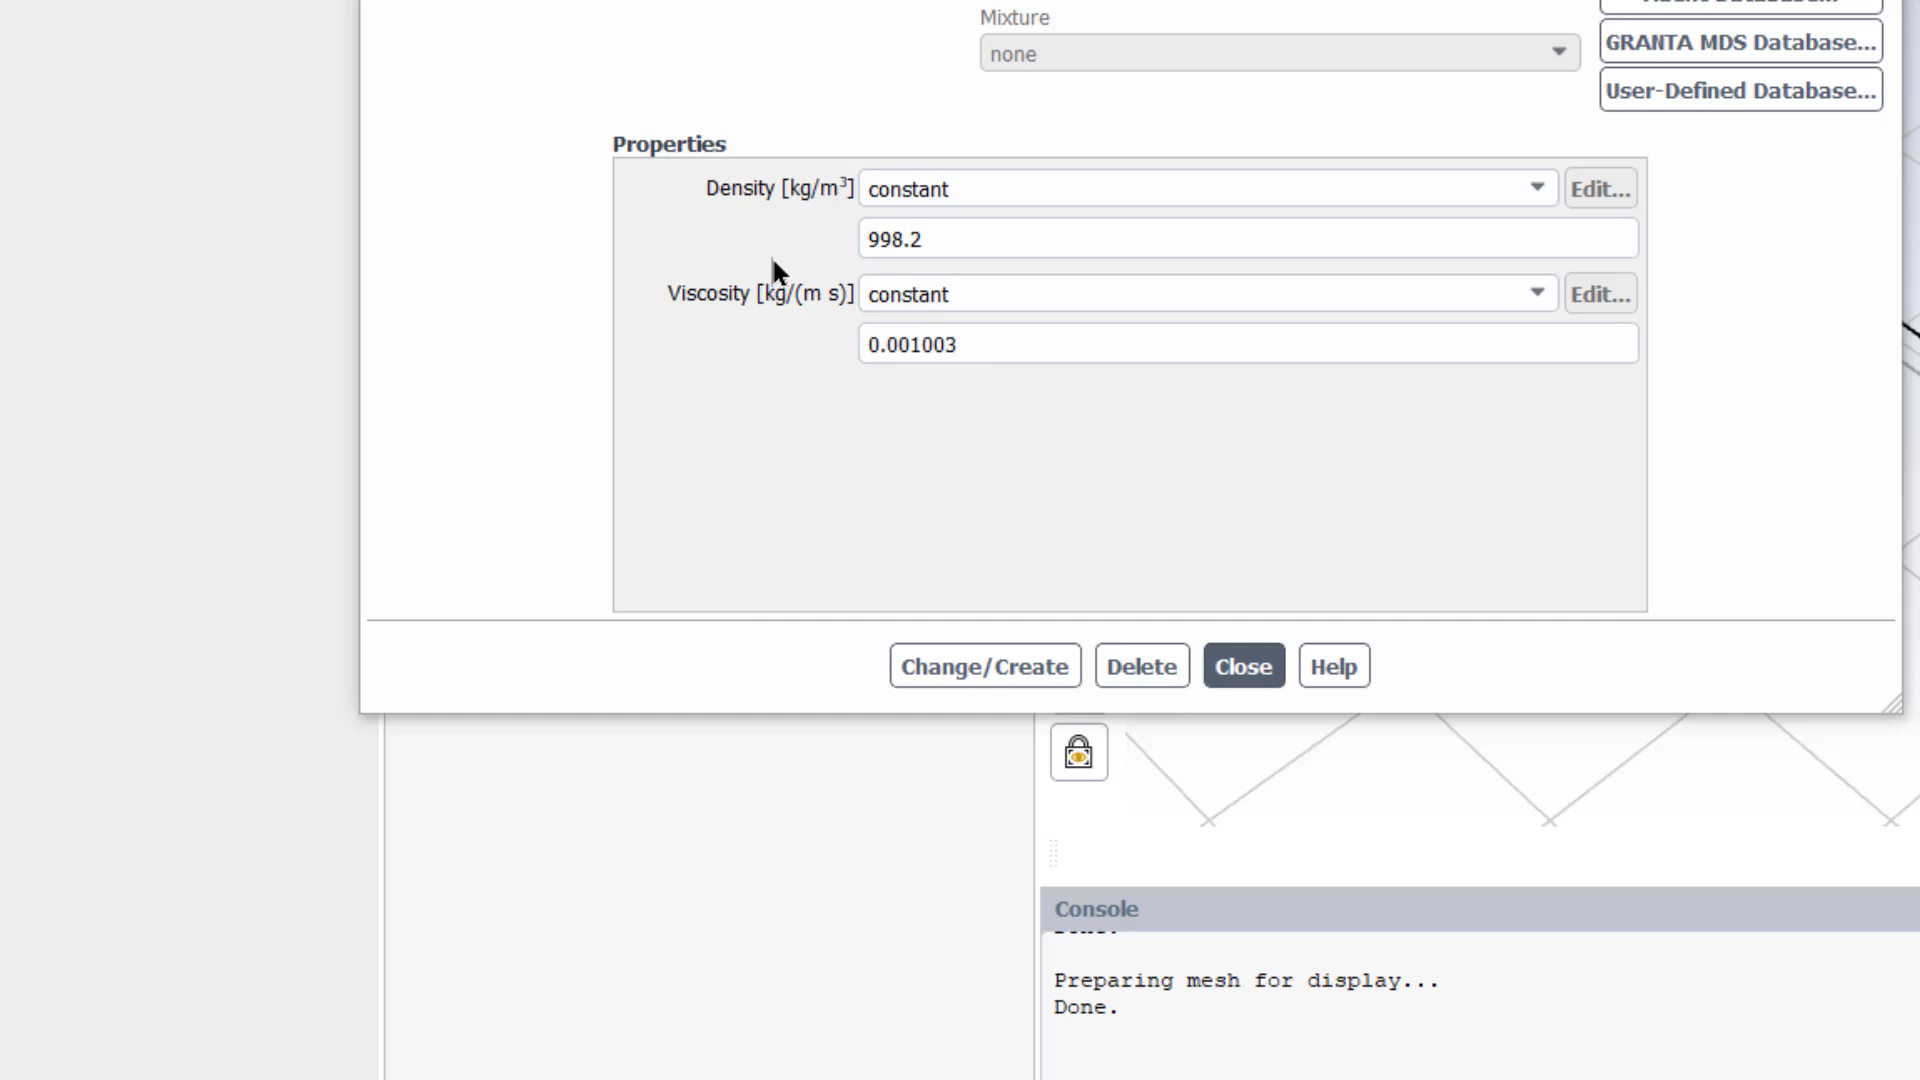 Mixture
none
GRANTA MDS Database...
User-Defined Database...
Properties
Density [kg/m³] constant Edit...
998.2
Viscosity [kg/(m s)] constant Edit...
0.001003
Change/Create Delete Close Help
Console
Preparing mesh for display...
Done.